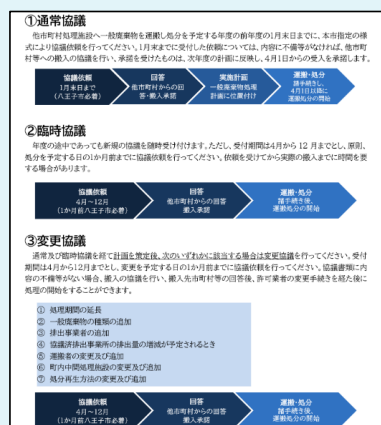 ①通常協議
他市町村処理施設へ一般廃棄物を運搬し処分を予定する年度の前年度の1月末日までに、本市指定の様
式により協議依頼を行ってください。1月末までに受付した依頼については、内容に不備等がなければ、他市町
村等への搬入の協議を行い、承諾を受けたものは、次年度の計画に反映し、4月1日からの受入を承諾します。
協議依頼
1月末日まで
(八王子市必着)
回答
他市町村からの回
答・搬入承諾
実施計画
一般廃棄物処理
計画に位置付け
運搬・処分
諸手続きし、
4月1日以降に
運搬処分の開始
②臨時協議
年度の途中であっても新規の協議を随時受け付けます。ただし、受付期間は4月から12月までとし、原則、
処分を予定する日の1か月前までに協議依頼を行ってください。依頼を受けてから実際の搬入までに時間を要
する場合があります。
協議依頼
4月～12月
(1か月前八王子市必着)
回答
他市町村からの回答
搬入承諾
運搬・処分
諸手続き後、
運搬処分の開始
③変更協議
通常及び臨時協議を経て計画を策定後、次のいずれかに該当する場合は変更協議を行ってください。受付
期間は4月から12月までとし、変更を予定する日の1か月前までに協議依頼を行ってください。協議書類に内
容の不備等がない場合、搬入の協議を行い、搬入先市町村等の回答後、許可業者の変更手続きを経た後に
処理の開始をすることができます。
① 処理期間の延長
② 一般廃棄物の種類の追加
③ 排出事業者の追加
④ 協議済排出事業所の排出量の増減が予定されるとき
⑤ 運搬者の変更及び追加
⑥ 町内中間処理施設の変更及び追加
⑦ 処分再生方法の変更及び追加
協議依頼
4月～12月
(1か月前八王子市必着)
回答
他市町村からの回答
搬入承諾
運搬・処分
諸手続き後、
運搬処分の開始